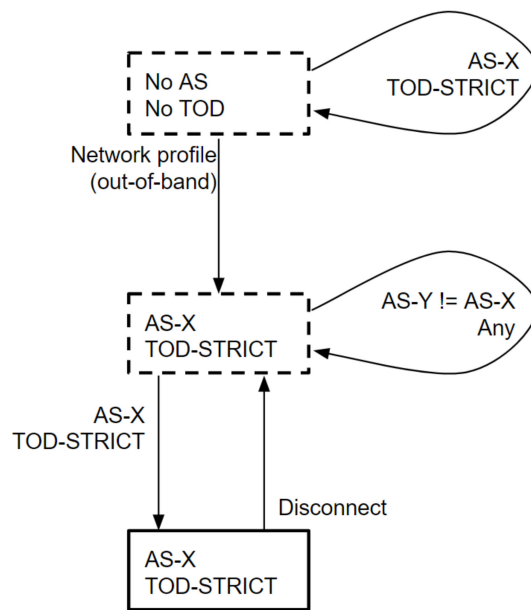 No AS
No TOD
AS-X
TOD-STRICT
Network profile
(out-of-band)
AS-X
TOD-STRICT
AS-Y != AS-X
Any
AS-X
TOD-STRICT
Disconnect
AS-X
TOD-STRICT